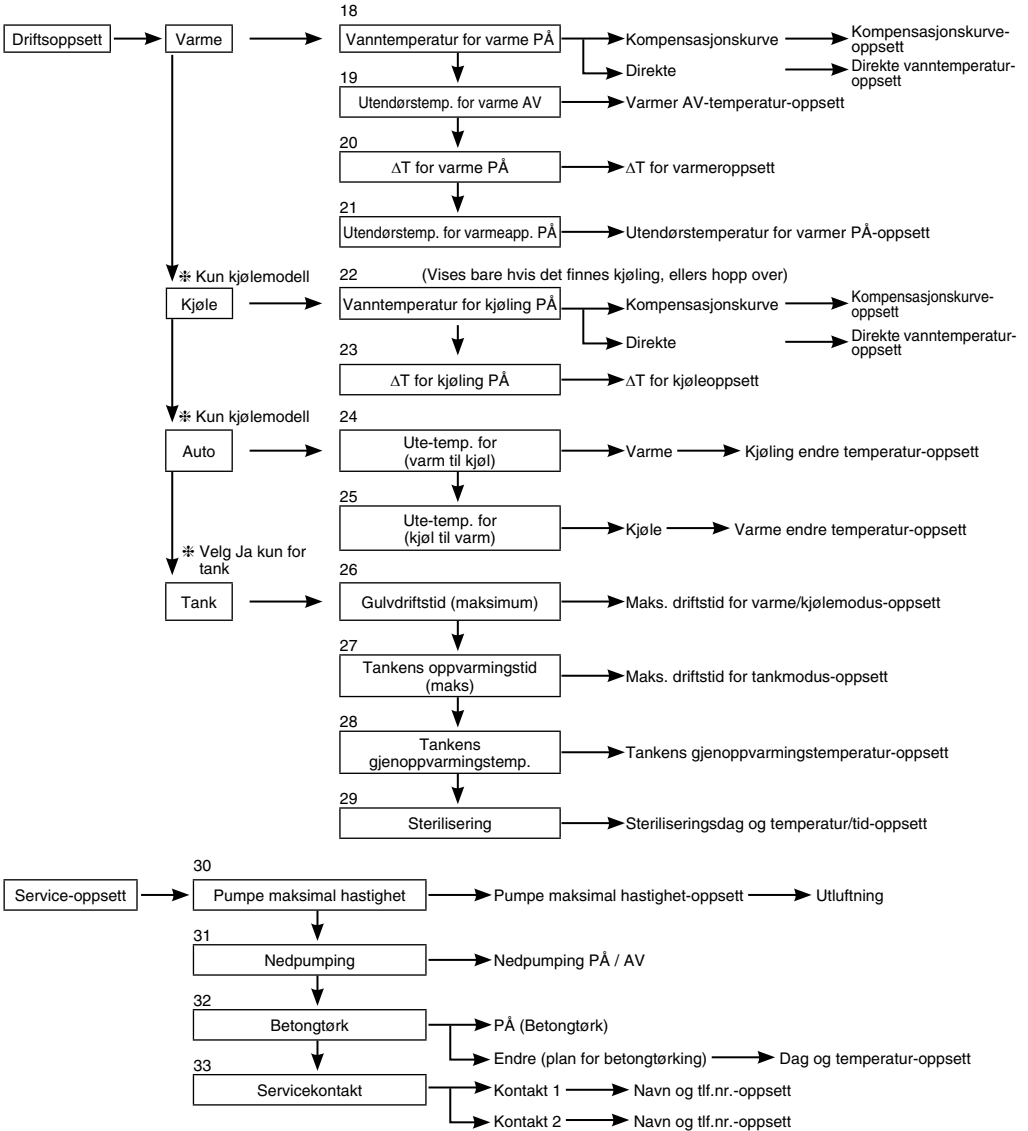 18
Driftsoppsett
Varme
Vanntemperatur for varme PÅ
Kompensasjonskurve
Kompensasjonskurve-
oppsett
Direkte
Direkte vanntemperatur-
oppsett
19
Utendørstemp. for varme AV
Varmer AV-temperatur-oppsett
20
ΔT for varme PÅ
ΔT for varmeroppsett
21
Utendørstemp. for varmeapp. PÅ
Utendørstemperatur for varmer PÅ-oppsett
❉ Kun kjølemodell
22
(Vises bare hvis det finnes kjøling, ellers hopp over)
Kjøle
Vanntemperatur for kjøling PÅ
Kompensasjonskurve
Kompensasjonskurve-
oppsett
Direkte
Direkte vanntemperatur-
oppsett
23
ΔT for kjøling PÅ
ΔT for kjøleoppsett
❉ Kun kjølemodell
24
Auto
Ute-temp. for
(varm til kjøl)
Varme
Kjøling endre temperatur-oppsett
25
Ute-temp. for
(kjøl til varm)
Kjøle
Varme endre temperatur-oppsett
❉ Velg Ja kun for
tank
26
Tank
Gulvdriftstid (maksimum)
Maks. driftstid for varme/kjølemodus-oppsett
27
Tankens oppvarmingstid
(maks)
Maks. driftstid for tankmodus-oppsett
28
Tankens
gjenoppvarmingstemp.
Tankens gjenoppvarmingstemperatur-oppsett
29
Sterilisering
Steriliseringsdag og temperatur/tid-oppsett
30
Service-oppsett
Pumpe maksimal hastighet
Pumpe maksimal hastighet-oppsett
Utluftning
31
Nedpumping
Nedpumping PÅ / AV
32
Betongtørk
PÅ (Betongtørk)
Endre (plan for betongtørking)
Dag og temperatur-oppsett
33
Servicekontakt
Kontakt 1
Navn og tlf.nr.-oppsett
Kontakt 2
Navn og tlf.nr.-oppsett